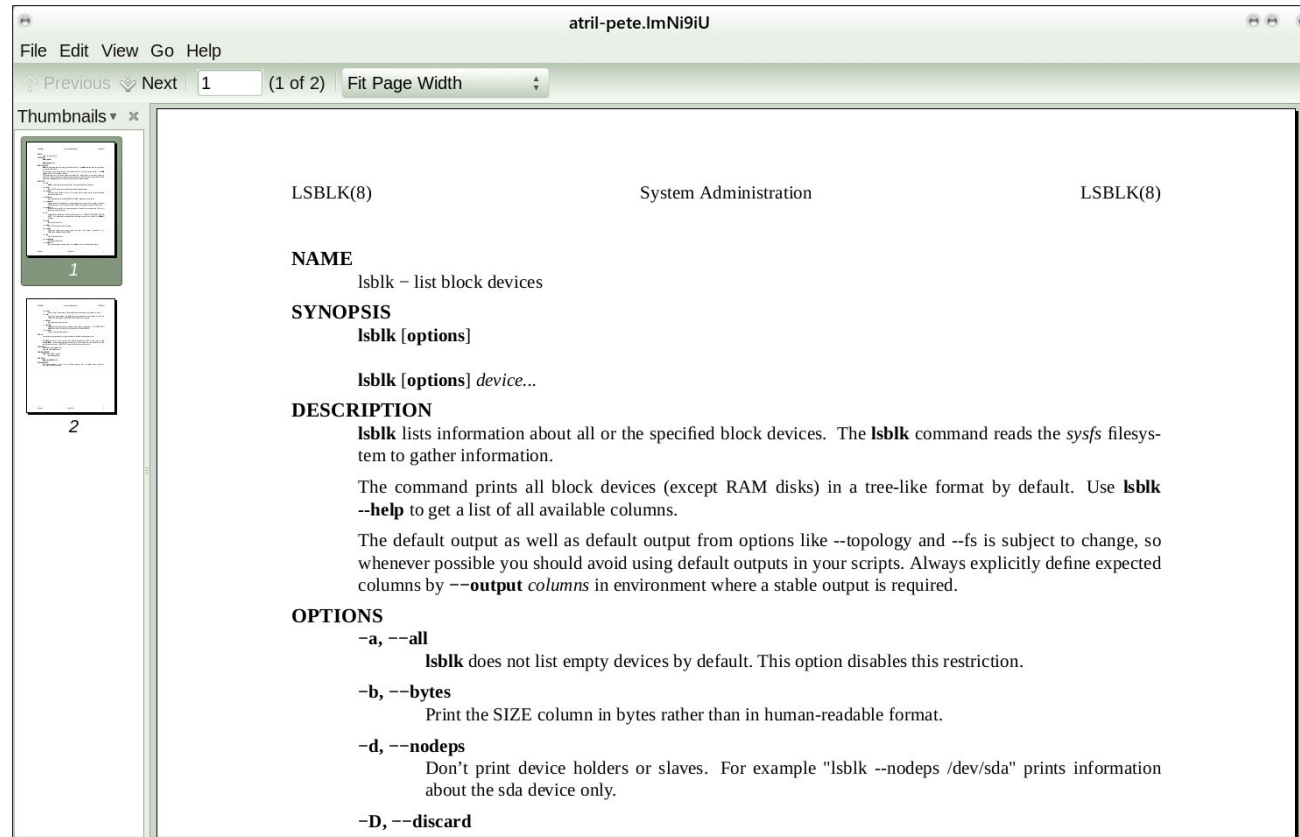 atril-pete.lmNi9iU
File Edit View Go Help
Previous Next 1 (1 of 2) Fit Page Width
Thumbnails
1
2
LSBLK(8) System Administration LSBLK(8)
NAME
lsblk − list block devices
SYNOPSIS
lsblk [options]
lsblk [options] device...
DESCRIPTION
lsblk lists information about all or the specified block devices. The lsblk command reads the sysfs filesys-
tem to gather information.
The command prints all block devices (except RAM disks) in a tree-like format by default. Use lsblk
--help to get a list of all available columns.
The default output as well as default output from options like --topology and --fs is subject to change, so
whenever possible you should avoid using default outputs in your scripts. Always explicitly define expected
columns by −−output columns in environment where a stable output is required.
OPTIONS
−a, −−all
lsblk does not list empty devices by default. This option disables this restriction.
−b, −−bytes
Print the SIZE column in bytes rather than in human-readable format.
−d, −−nodeps
Don't print device holders or slaves. For example "lsblk --nodeps /dev/sda" prints information
about the sda device only.
−D, −−discard